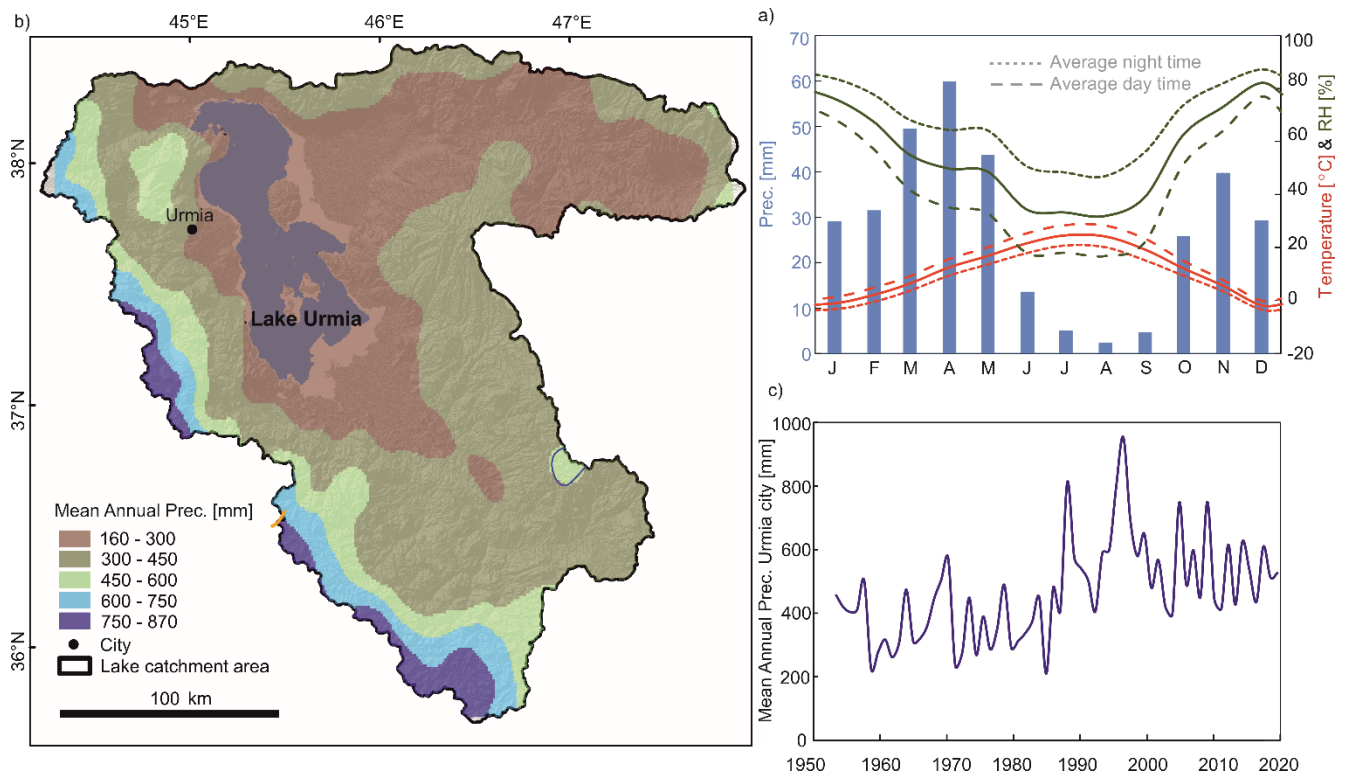 b)
45°E
46°E
47°E
38°N
37°N
36°N
Urmia
Lake Urmia
Mean Annual Prec. [mm]
160 - 300
300 - 450
450 - 600
600 - 750
750 - 870
City
Lake catchment area
100 km
a)
70
60
50
40
30
20
10
0
Prec. [mm]
Average night time
Average day time
100
80
60
40
20
0
-20
Temperature [°C] & RH [%]
J F M A M J J A S O N D
c)
1000
800
600
400
200
0
Mean Annual Prec. Urmia city [mm]
1950 1960 1970 1980 1990 2000 2010 2020